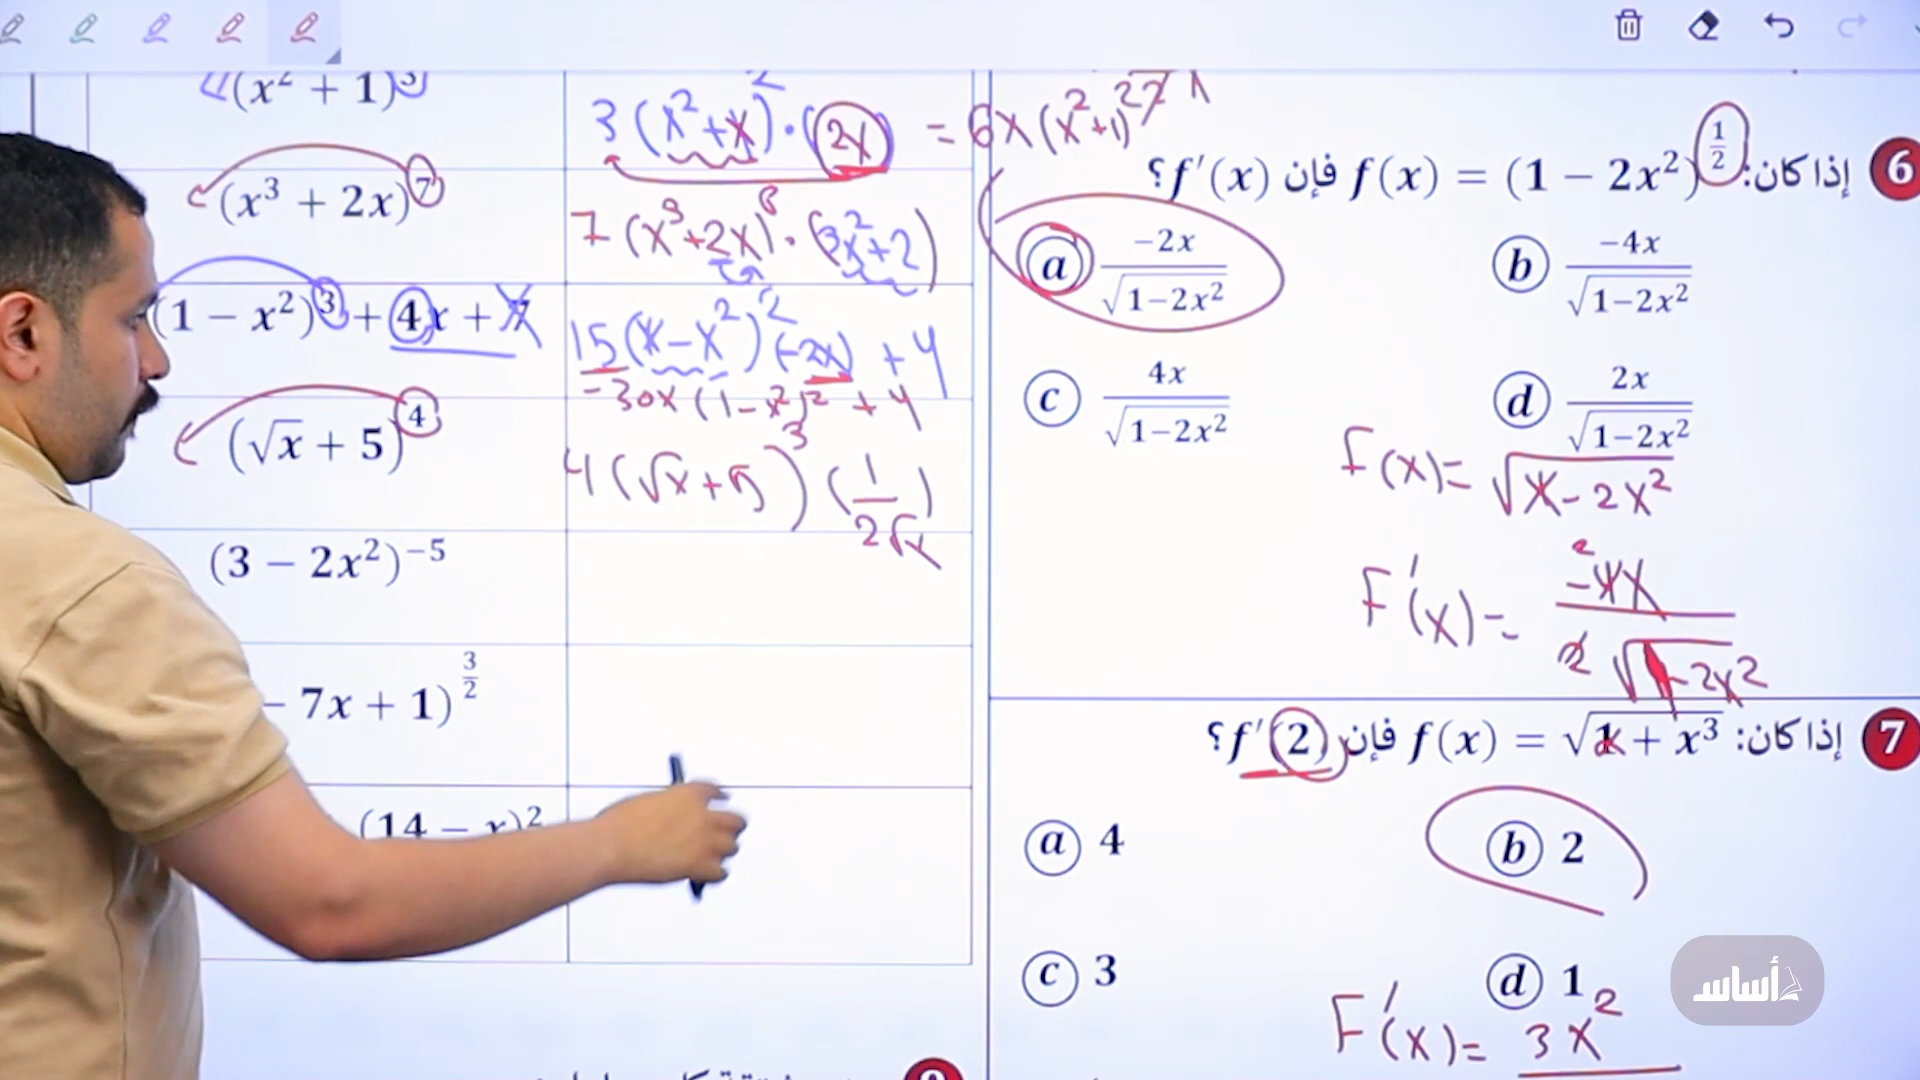 (x² + 1)³
3(x²+x)² · (2x) = 6x(x²+1)²
(x³ + 2x)⁷
7(x³+2x)⁶ · (3x²+2)
(1 − x²)³ + 4x + 7
15(x−x²)²(−2x) + 4
−30x(1−x²)² + 4
(√x + 5)⁴
4(√x+5)³ (1/2√x)
(3 − 2x²)⁻⁵
− 7x + 1)^(3/2)
(14 − x)²
6 إذا كان: f(x) = (1 − 2x²)^(1/2) فإن f′(x)؟
a −2x/√(1−2x²)
b −4x/√(1−2x²)
c 4x/√(1−2x²)
d 2x/√(1−2x²)
F(x)= √(x−2x²)
F′(x)= −4x / 2√(1−2x²)
7 إذا كان: f(x) = √(1 + x³) فإن f′(2)؟
a 4
b 2
c 3
d 1
F′(x)= 3x²
أساس